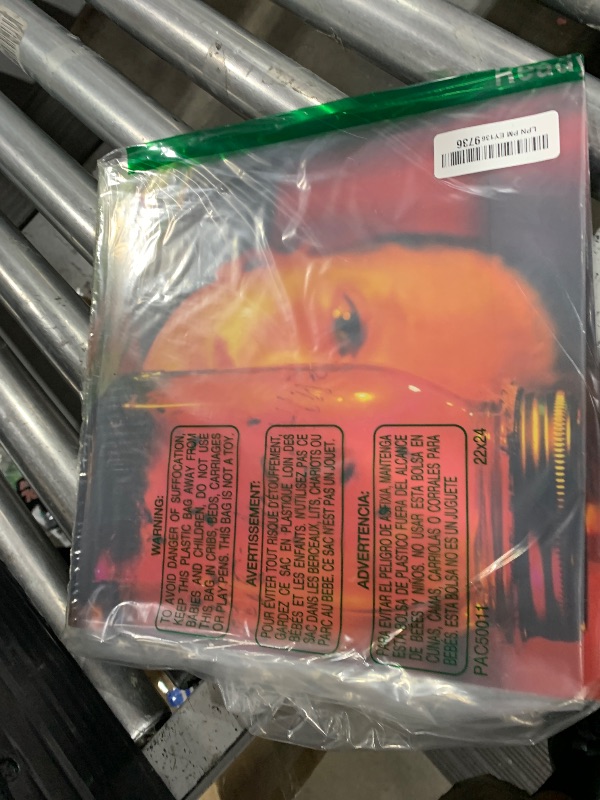 Read
LPN PM EY136 9736
WARNING:
TO AVOID DANGER OF SUFFOCATION,
KEEP THIS PLASTIC BAG AWAY FROM
BABIES AND CHILDREN. DO NOT USE
THIS BAG IN CRIBS, BEDS, CARRIAGES
OR PLAY PENS. THIS BAG IS NOT A TOY.
AVERTISSEMENT:
POUR ÉVITER TOUT RISQUE D'ÉTOUFFEMENT,
GARDEZ CE SAC EN PLASTIQUE LOIN DES
BÉBÉS ET LES ENFANTS. N'UTILISEZ PAS CE
SAC DANS LES BERCEAUX, LITS, CHARIOTS OU
PARC AU BEBE. CE SAC N'EST PAS UN JOUET.
ADVERTENCIA:
PARA EVITAR EL PELIGRO DE ASFIXIA MANTENGA
ESTA BOLSA DE PLASTICO FUERA DEL ALCANCE
DE BEBES Y NIÑOS. NO USAR ESTA BOLSA EN
CUNAS, CAMAS, CARRIOLAS O CORRALES PARA
BEBES. ESTA BOLSA NO ES UN JUGUETE
PAC50011
22x24